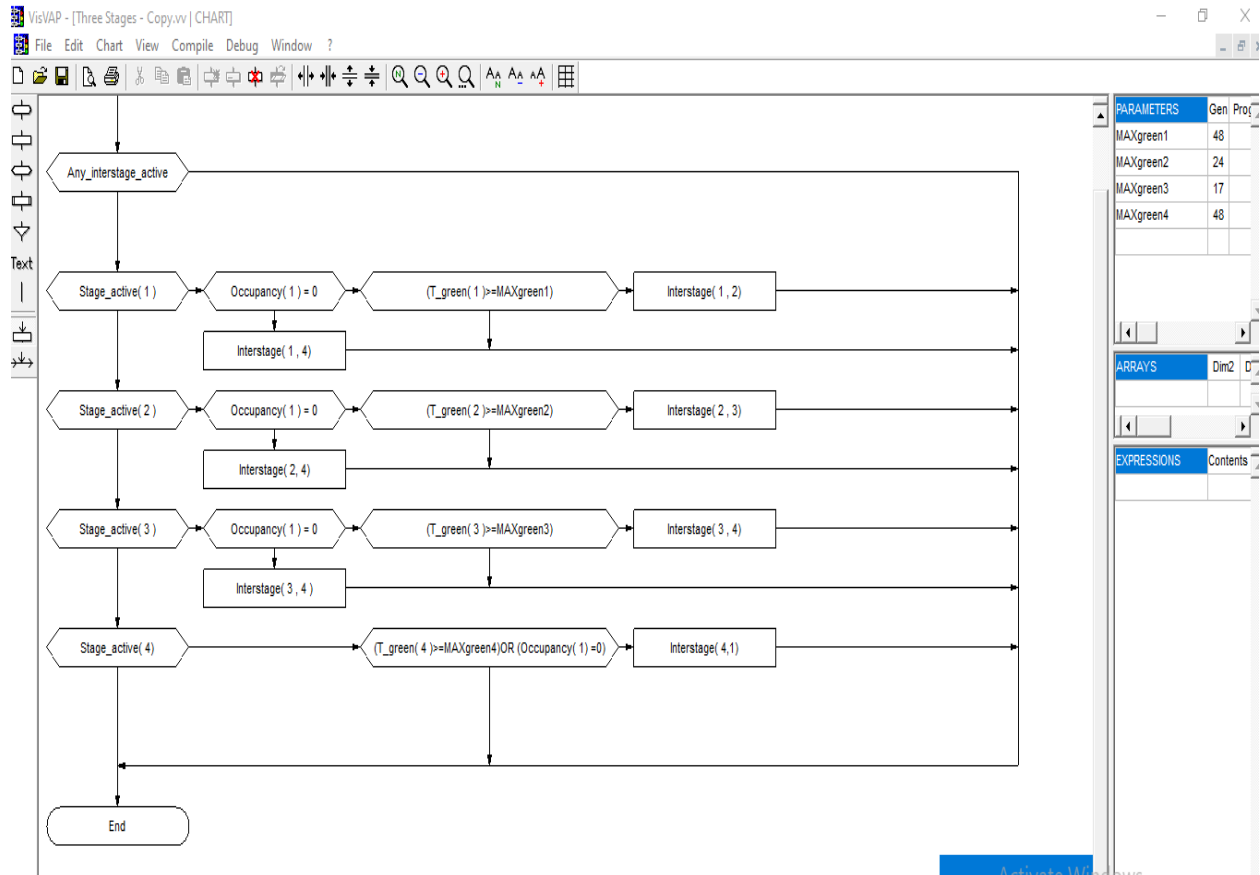 VisVAP - [Three Stages - Copy.vv | CHART]
File Edit Chart View Compile Debug Window ?
Text
Any_interstage_active
Stage_active( 1 ) Occupancy( 1 ) = 0 (T_green( 1 )>=MAXgreen1) Interstage( 1 , 2)
Interstage( 1 , 4)
Stage_active( 2 ) Occupancy( 1 ) = 0 (T_green( 2 )>=MAXgreen2) Interstage( 2 , 3)
Interstage( 2, 4)
Stage_active( 3 ) Occupancy( 1 ) = 0 (T_green( 3 )>=MAXgreen3) Interstage( 3 , 4)
Interstage( 3 , 4 )
Stage_active( 4) (T_green( 4 )>=MAXgreen4)OR (Occupancy( 1) =0) Interstage( 4,1)
End
PARAMETERS Gen Prog
MAXgreen1 48
MAXgreen2 24
MAXgreen3 17
MAXgreen4 48
ARRAYS Dim2 D
EXPRESSIONS Contents
Activate Windows